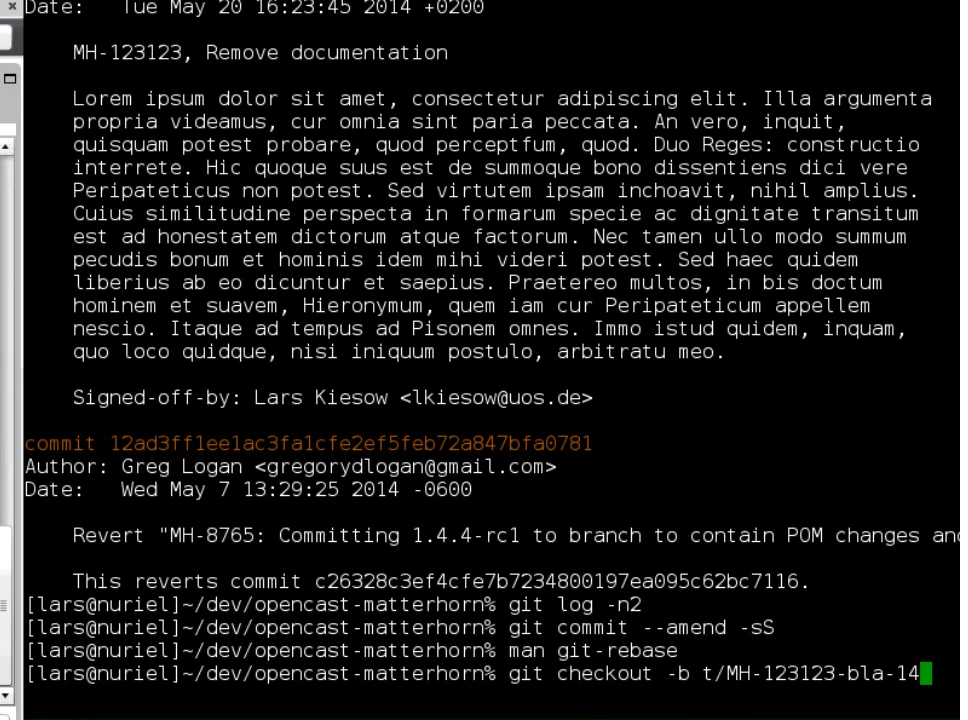 Date:   Tue May 20 16:23:45 2014 +0200
MH-123123, Remove documentation
Lorem ipsum dolor sit amet, consectetur adipiscing elit. Illa argumenta
propria videamus, cur omnia sint paria peccata. An vero, inquit,
quisquam potest probare, quod perceptfum, quod. Duo Reges: constructio
interrete. Hic quoque suus est de summoque bono dissentiens dici vere
Peripateticus non potest. Sed virtutem ipsam inchoavit, nihil amplius.
Cuius similitudine perspecta in formarum specie ac dignitate transitum
est ad honestatem dictorum atque factorum. Nec tamen ullo modo summum
pecudis bonum et hominis idem mihi videri potest. Sed haec quidem
liberius ab eo dicuntur et saepius. Praetereo multos, in bis doctum
hominem et suavem, Hieronymum, quem iam cur Peripateticum appellem
nescio. Itaque ad tempus ad Pisonem omnes. Immo istud quidem, inquam,
quo loco quidque, nisi iniquum postulo, arbitratu meo.
Signed-off-by: Lars Kiesow <lkiesow@uos.de>
commit 12ad3ff1ee1ac3fa1cfe2ef5feb72a847bfa0781
Author: Greg Logan <gregorydlogan@gmail.com>
Date:   Wed May 7 13:29:25 2014 -0600
Revert "MH-8765: Committing 1.4.4-rc1 to branch to contain POM changes and
This reverts commit c26328c3ef4cfe7b7234800197ea095c62bc7116.
[lars@nuriel]~/dev/opencast-matterhorn% git log -n2
[lars@nuriel]~/dev/opencast-matterhorn% git commit --amend -sS
[lars@nuriel]~/dev/opencast-matterhorn% man git-rebase
[lars@nuriel]~/dev/opencast-matterhorn% git checkout -b t/MH-123123-bla-14